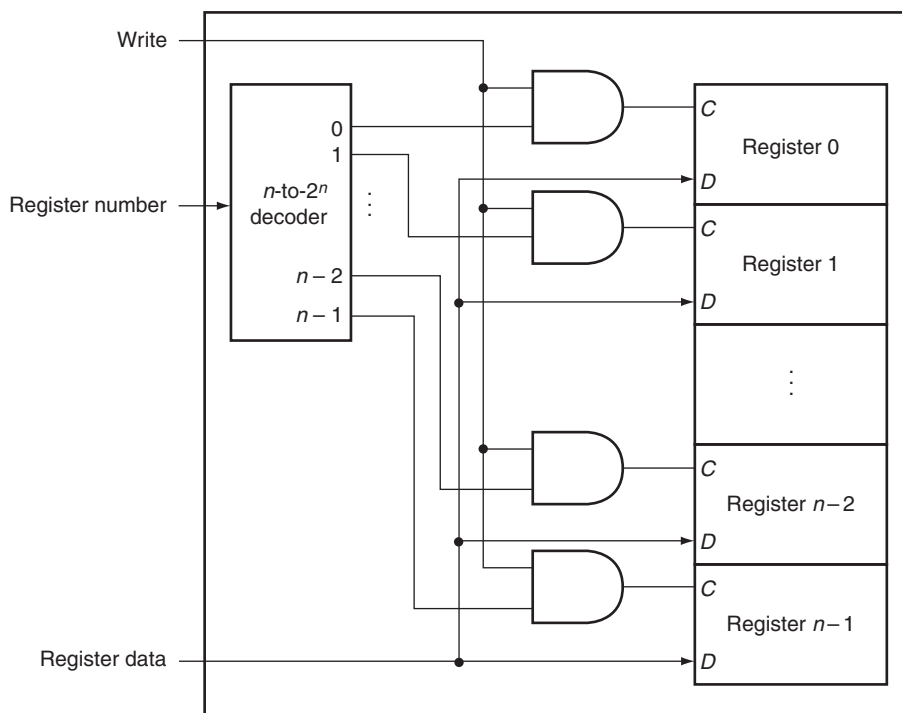 Write
C
0
Register 0
1
Register number
n-to-2ⁿ
decoder
⋮
D
C
Register 1
n – 2
D
n – 1
⋮
C
Register n – 2
D
C
Register n – 1
Register data
D